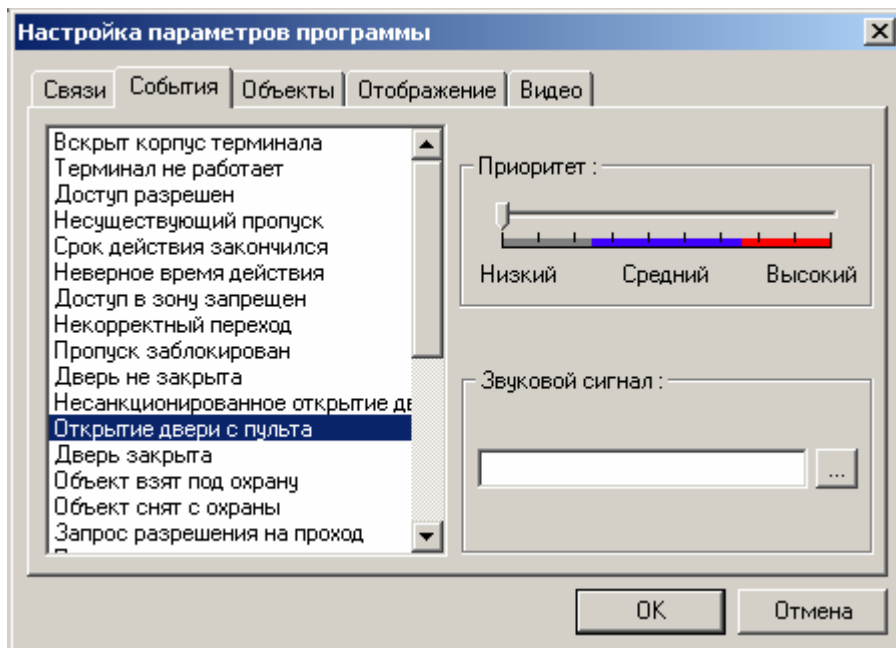 Настройка параметров программы
Связи События Объекты Отображение Видео
Вскрыт корпус терминала
Терминал не работает
Доступ разрешен
Несуществующий пропуск
Срок действия закончился
Неверное время действия
Доступ в зону запрещен
Некорректный переход
Пропуск заблокирован
Дверь не закрыта
Несанкционированное открытие
Открытие двери с пульта
Дверь закрыта
Объект взят под охрану
Объект снят с охраны
Запрос разрешения на проход
Приоритет :
Низкий Средний Высокий
Звуковой сигнал :
...
OK Отмена